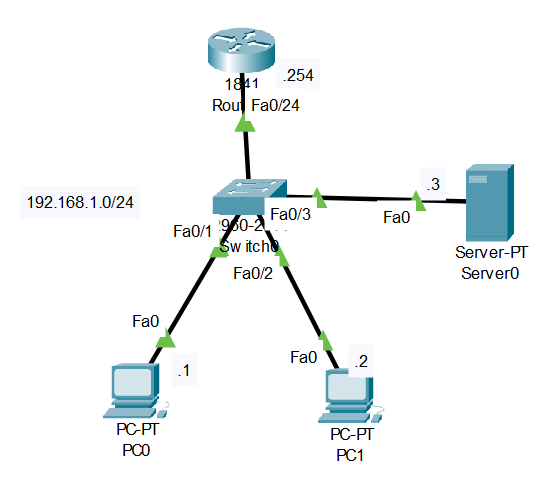 1841
.254
Rout
Fa0/24
.3
192.168.1.0/24
Fa0/3
Fa0
Fa0/1
Switch0
Server-PT
Server0
Fa0/2
Fa0
.1
Fa0
.2
PC-PT
PC0
PC-PT
PC1